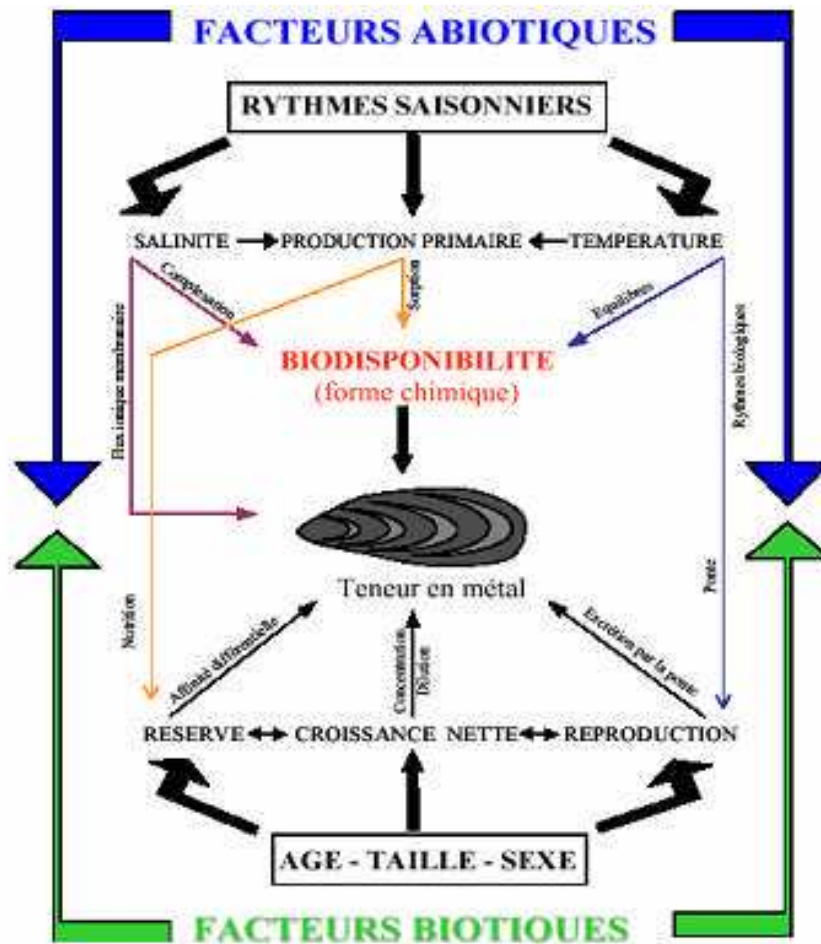 FACTEURS ABIOTIQUES
RYTHMES SAISONNIERS
SALINITE
PRODUCTION PRIMAIRE
TEMPERATURE
Complexation
Sorption
Equilibres
Flux ionique membranaire
Rythmes biologiques
BIODISPONIBILITE
(forme chimique)
Teneur en métal
Nutrition
Affinité différentielle
Concentration
Dilution
Excrétion par la ponte
Ponte
RESERVE
CROISSANCE NETTE
REPRODUCTION
AGE - TAILLE - SEXE
FACTEURS BIOTIQUES